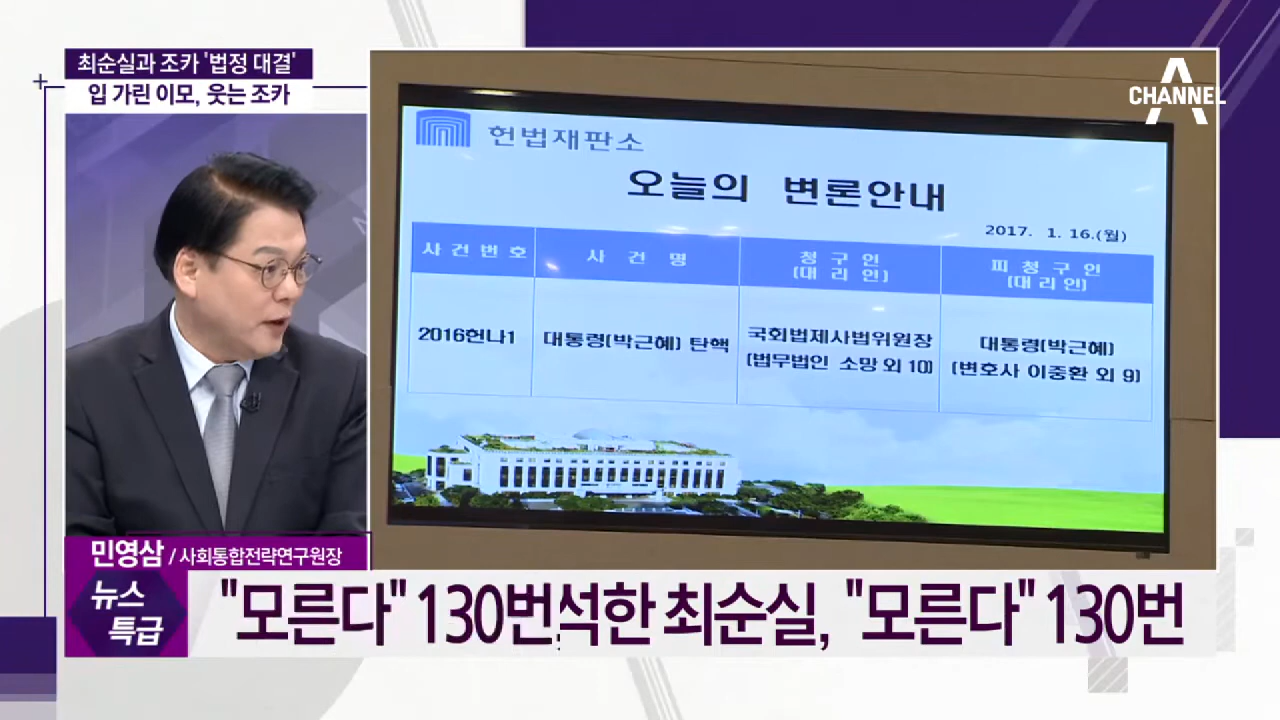 최순실과 조카 '법정 대결'
입 가린 이모, 웃는 조카
CHANNEL
헌법재판소
오늘의 변론안내
2017. 1. 16.(월)
사건번호 사건명 청구인 (대리인) 피청구인 (대리인)
2016헌나1 대통령(박근혜) 탄핵 국회법제사법위원장 (법무법인 소망 외 10) 대통령(박근혜) (변호사 이중환 외 9)
민영삼 / 사회통합전략연구원장
뉴스
특급
"모른다" 130번석한 최순실, "모른다" 130번